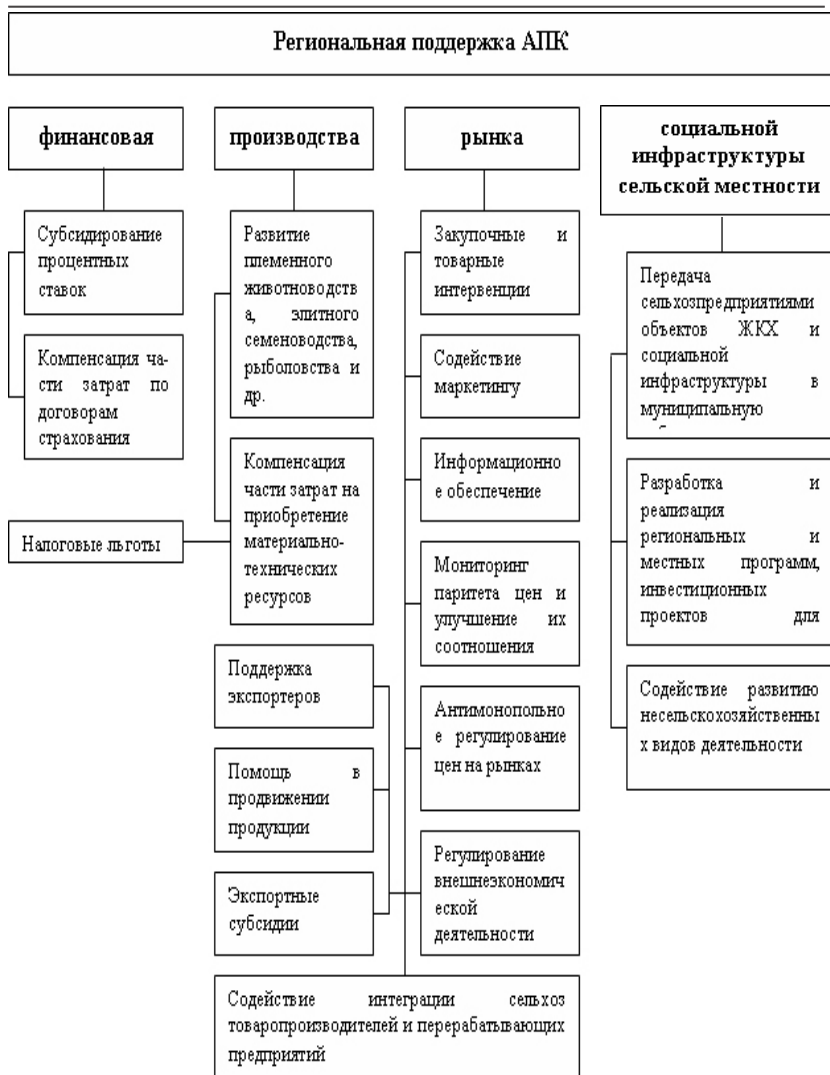 Региональная поддержка АПК
финансовая
Субсидирование
процентных
ставок
Компенсация ча-
сти затрат по
договорам
страхования
Налоговые льготы
производства
Развитие
племенного
животноводств
а, элитного
семеноводства,
рыболовства и
др.
Компенсация
части затрат на
приобретение
материально-
технических
ресурсов
рынка
Закупочные и
товарные
интервенции
Содействие
маркетингу
Информационно
е обеспечение
Мониторинг
паритета цен и
улучшение их
соотношения
Антимонопольно
е регулирование
цен на рынках
Регулирование
внешнеэкономич
еской
деятельности
Поддержка
экспортеров
Помощь в
продвижении
продукции
Экспортные
субсидии
Содействие интеграции сельхоз
товаропроизводителей и перерабатывающих
предприятий
социальной
инфраструктуры
сельской местности
Передача
сельхозпредприятиями
объектов ЖКХ и
социальной
инфраструктуры в
муниципальную
Разработка и
реализация
региональных и
местных программ,
инвестиционных
проектов для
Содействие развитию
несельскохозяйственны
х видов деятельности